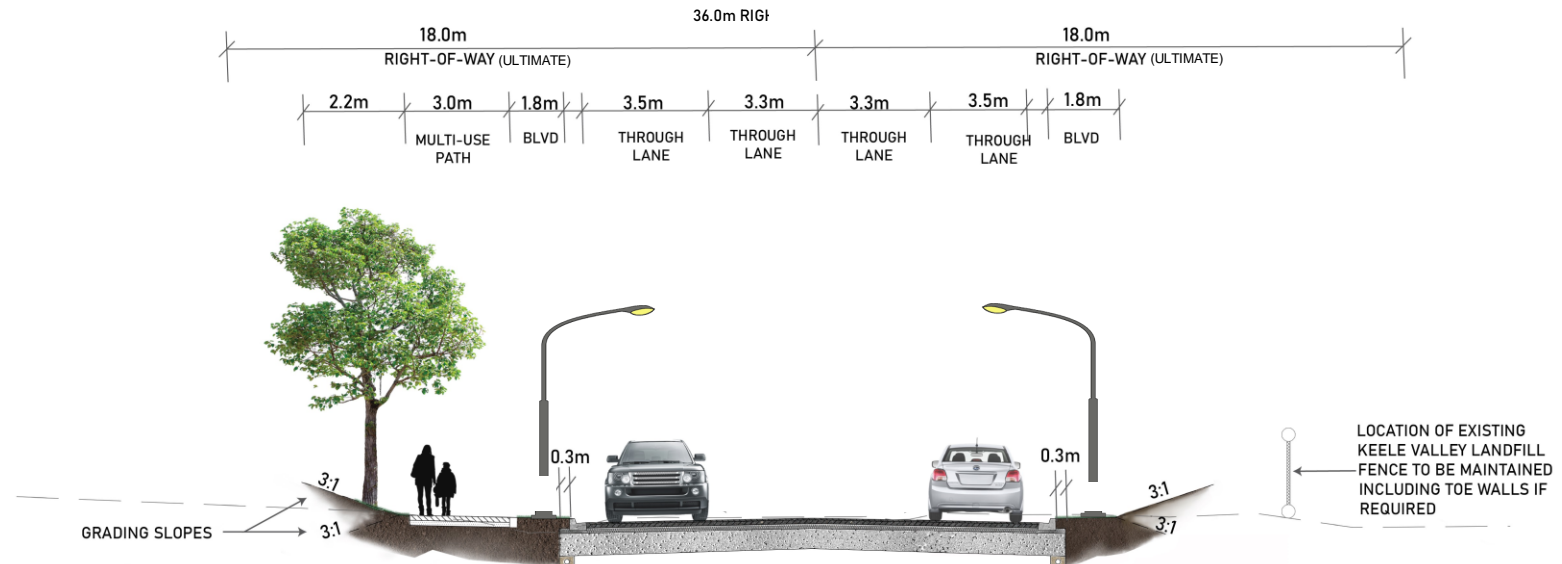 36.0m RIGH
18.0m
18.0m
RIGHT-OF-WAY (ULTIMATE)
RIGHT-OF-WAY (ULTIMATE)
2.2m
3.0m
1.8m
3.5m
3.3m
3.3m
3.5m
1.8m
MULTI-USE
PATH
BLVD
THROUGH
LANE
THROUGH
LANE
THROUGH
LANE
THROUGH
LANE
BLVD
0.3m
0.3m
3:1
3:1
3:1
3:1
GRADING SLOPES
LOCATION OF EXISTING
KEELE VALLEY LANDFILL
FENCE TO BE MAINTAINED
INCLUDING TOE WALLS IF
REQUIRED